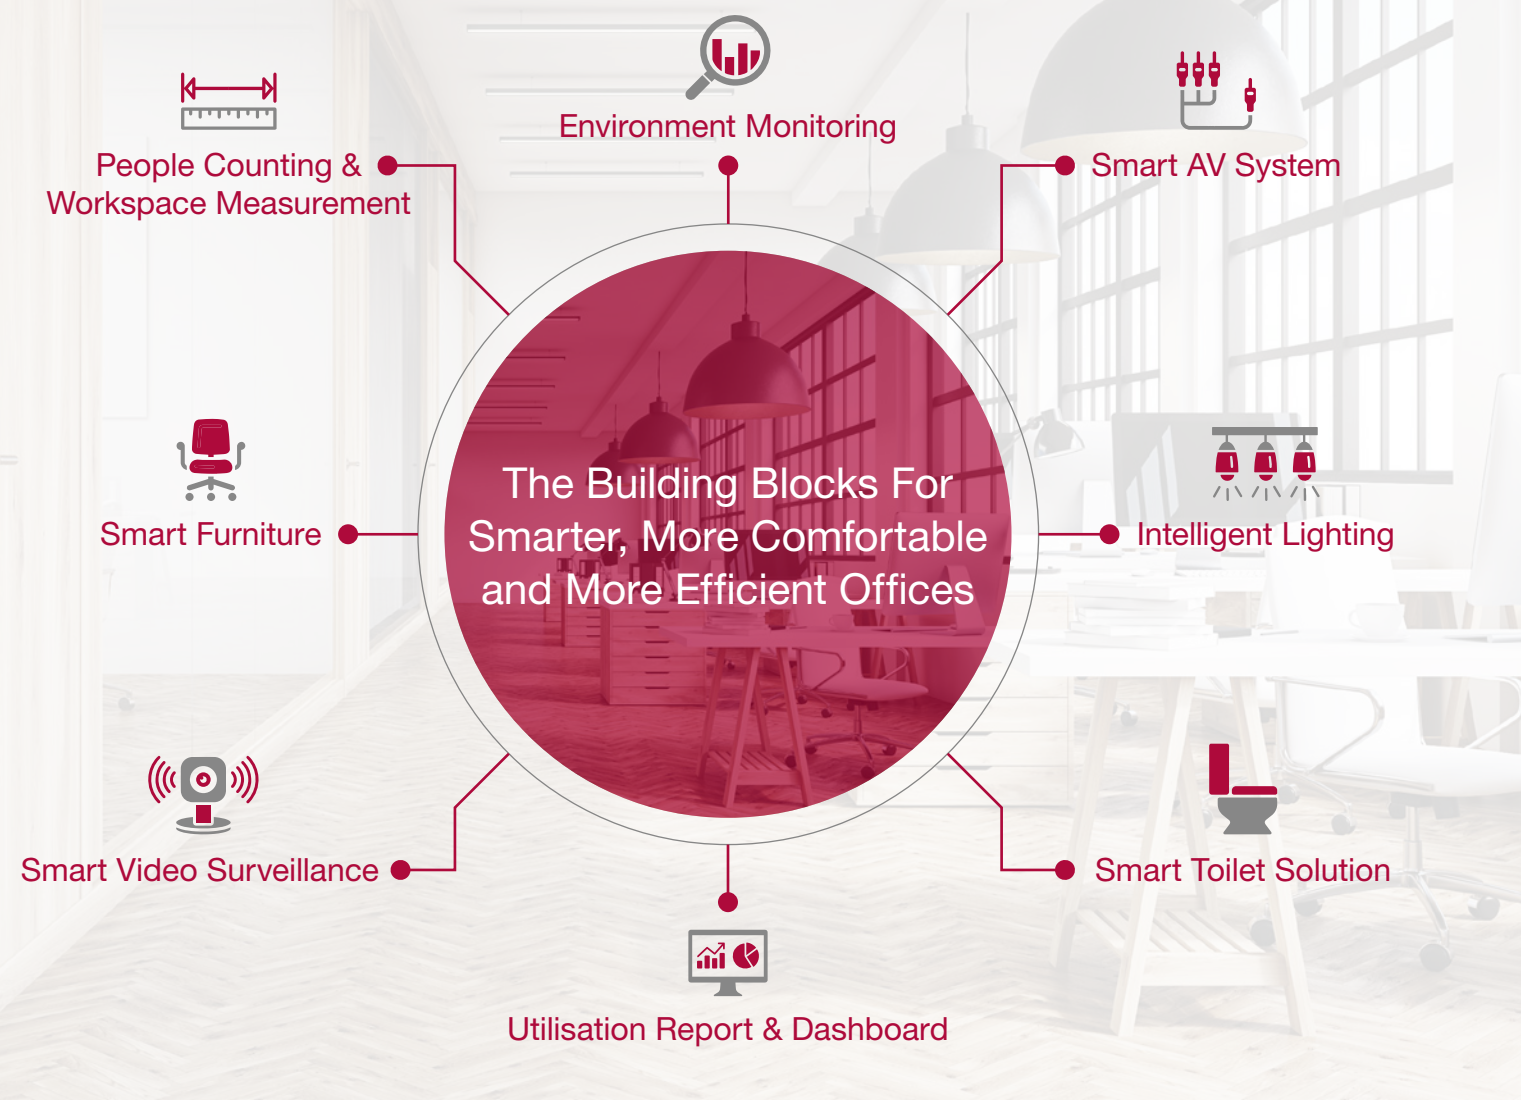 Environment Monitoring
People Counting &
Workspace Measurement
Smart AV System
The Building Blocks For
Smarter, More Comfortable
and More Efficient Offices
Smart Furniture
Intelligent Lighting
Smart Video Surveillance
Smart Toilet Solution
Utilisation Report & Dashboard